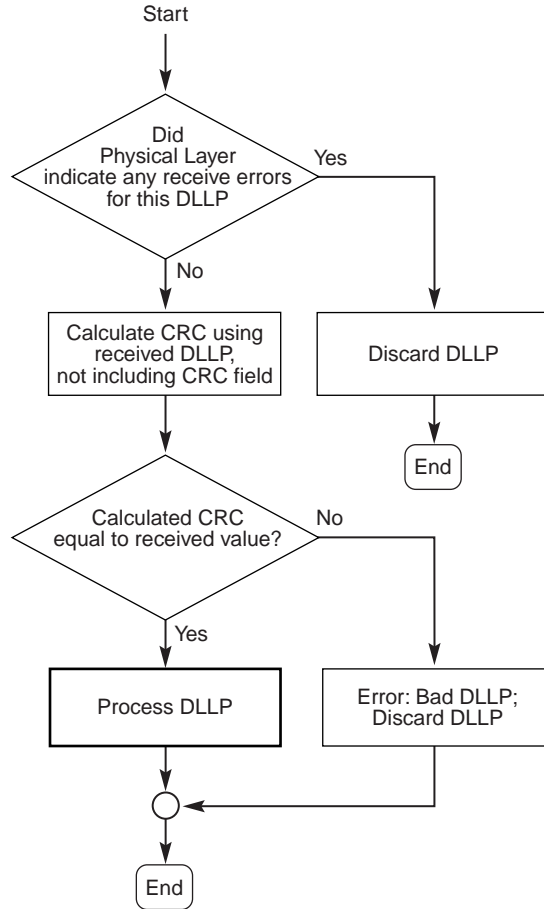 Start
Did
Physical Layer
indicate any receive errors
for this DLLP
Yes
No
Calculate CRC using
received DLLP,
not including CRC field
Discard DLLP
End
Calculated CRC
equal to received value?
No
Yes
Process DLLP
Error: Bad DLLP;
Discard DLLP
End